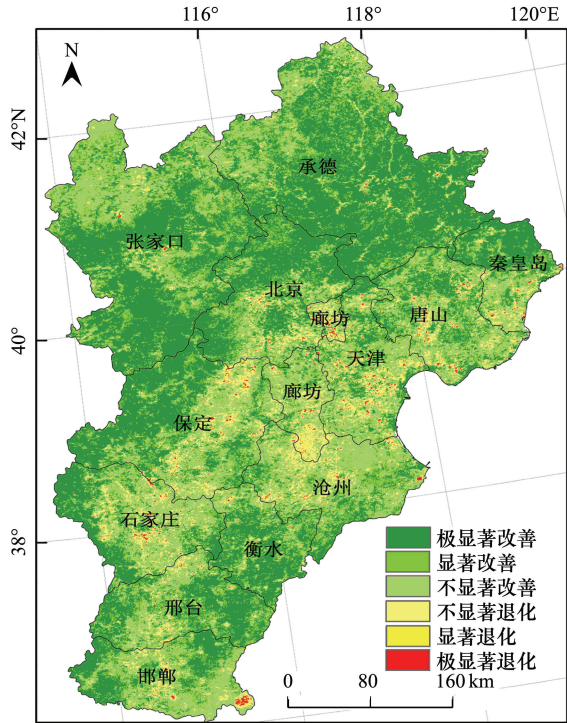 116°
118°
120°E
N
42°N
40°
38°
承德
张家口
秦皇岛
北京
廊坊
唐山
天津
廊坊
保定
沧州
石家庄
衡水
邢台
邯郸
极显著改善
显著改善
不显著改善
不显著退化
显著退化
极显著退化
0 80 160 km